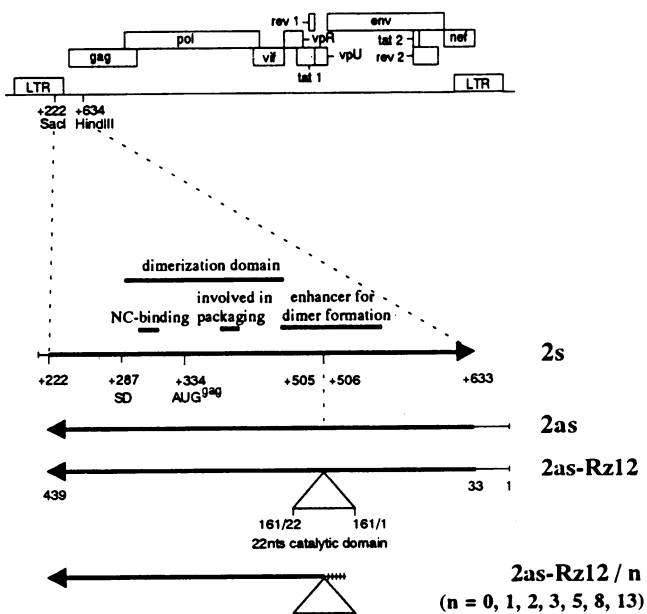 rev 1
env
pol
vpR
tat 2
nef
gag
vif
vpU
rev 2
tat 1
LTR
LTR
+222
+634
SacI
HindIII
dimerization domain
involved in
enhancer for
NC-binding
packaging
dimer formation
2s
+222
+287
+334
+505
+506
+633
SD
AUG gag
2as
2as-Rz12
439
33
1
161/22
161/1
22nts catalytic domain
2as-Rz12 / n
(n = 0, 1, 2, 3, 5, 8, 13)